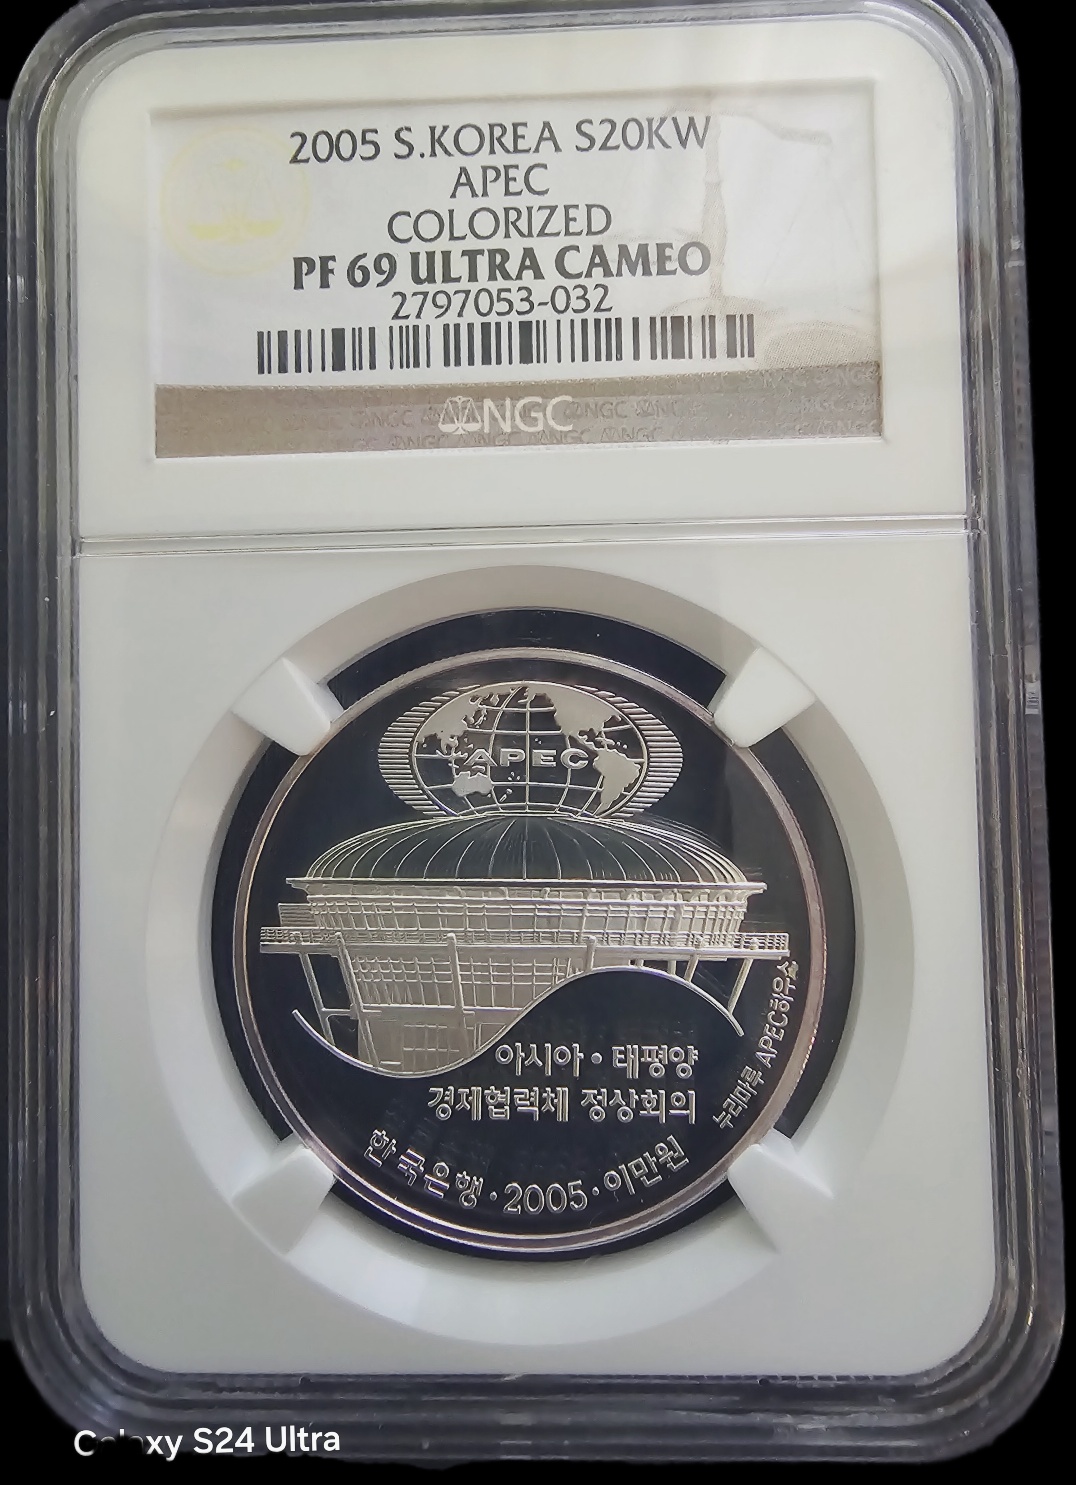 2005 S.KOREA S20KW
APEC
COLORIZED
PF 69 ULTRA CAMEO
2797053-032
NGC
APEC
아시아·태평양
경제협력체 정상회의
누리마루 APEC하우스
한국은행·2005·이만원
xy S24 Ultra